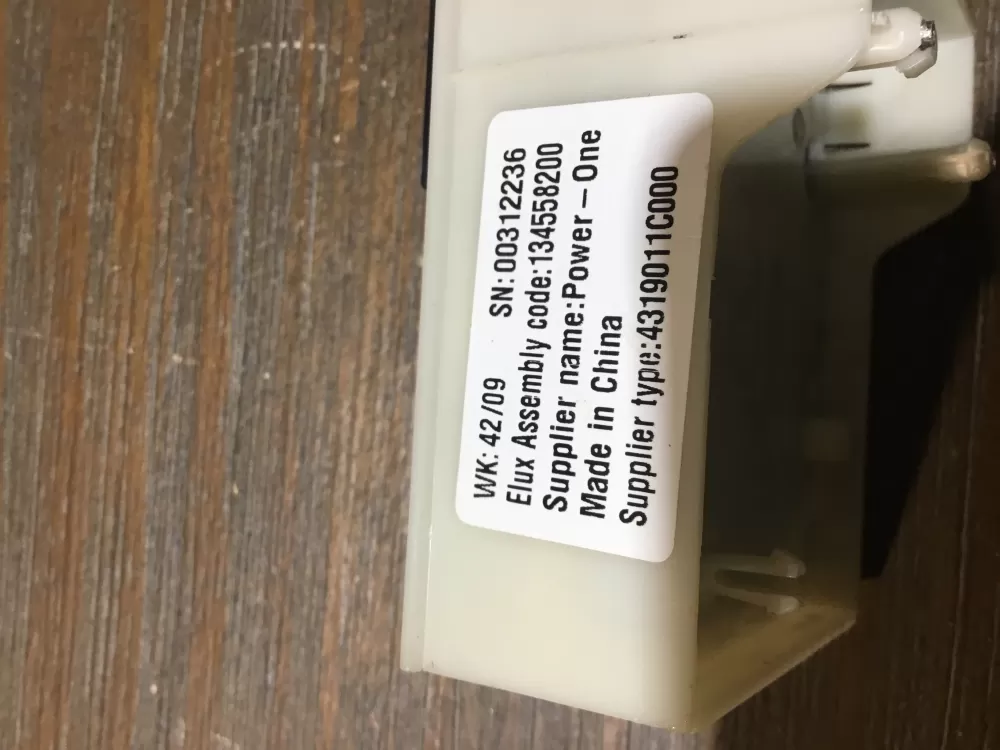 WK: 42/09 SN: 00312236
Elux Assembly code:134558200
Supplier name:Power–One
Made in China
Supplier type:4319011C000